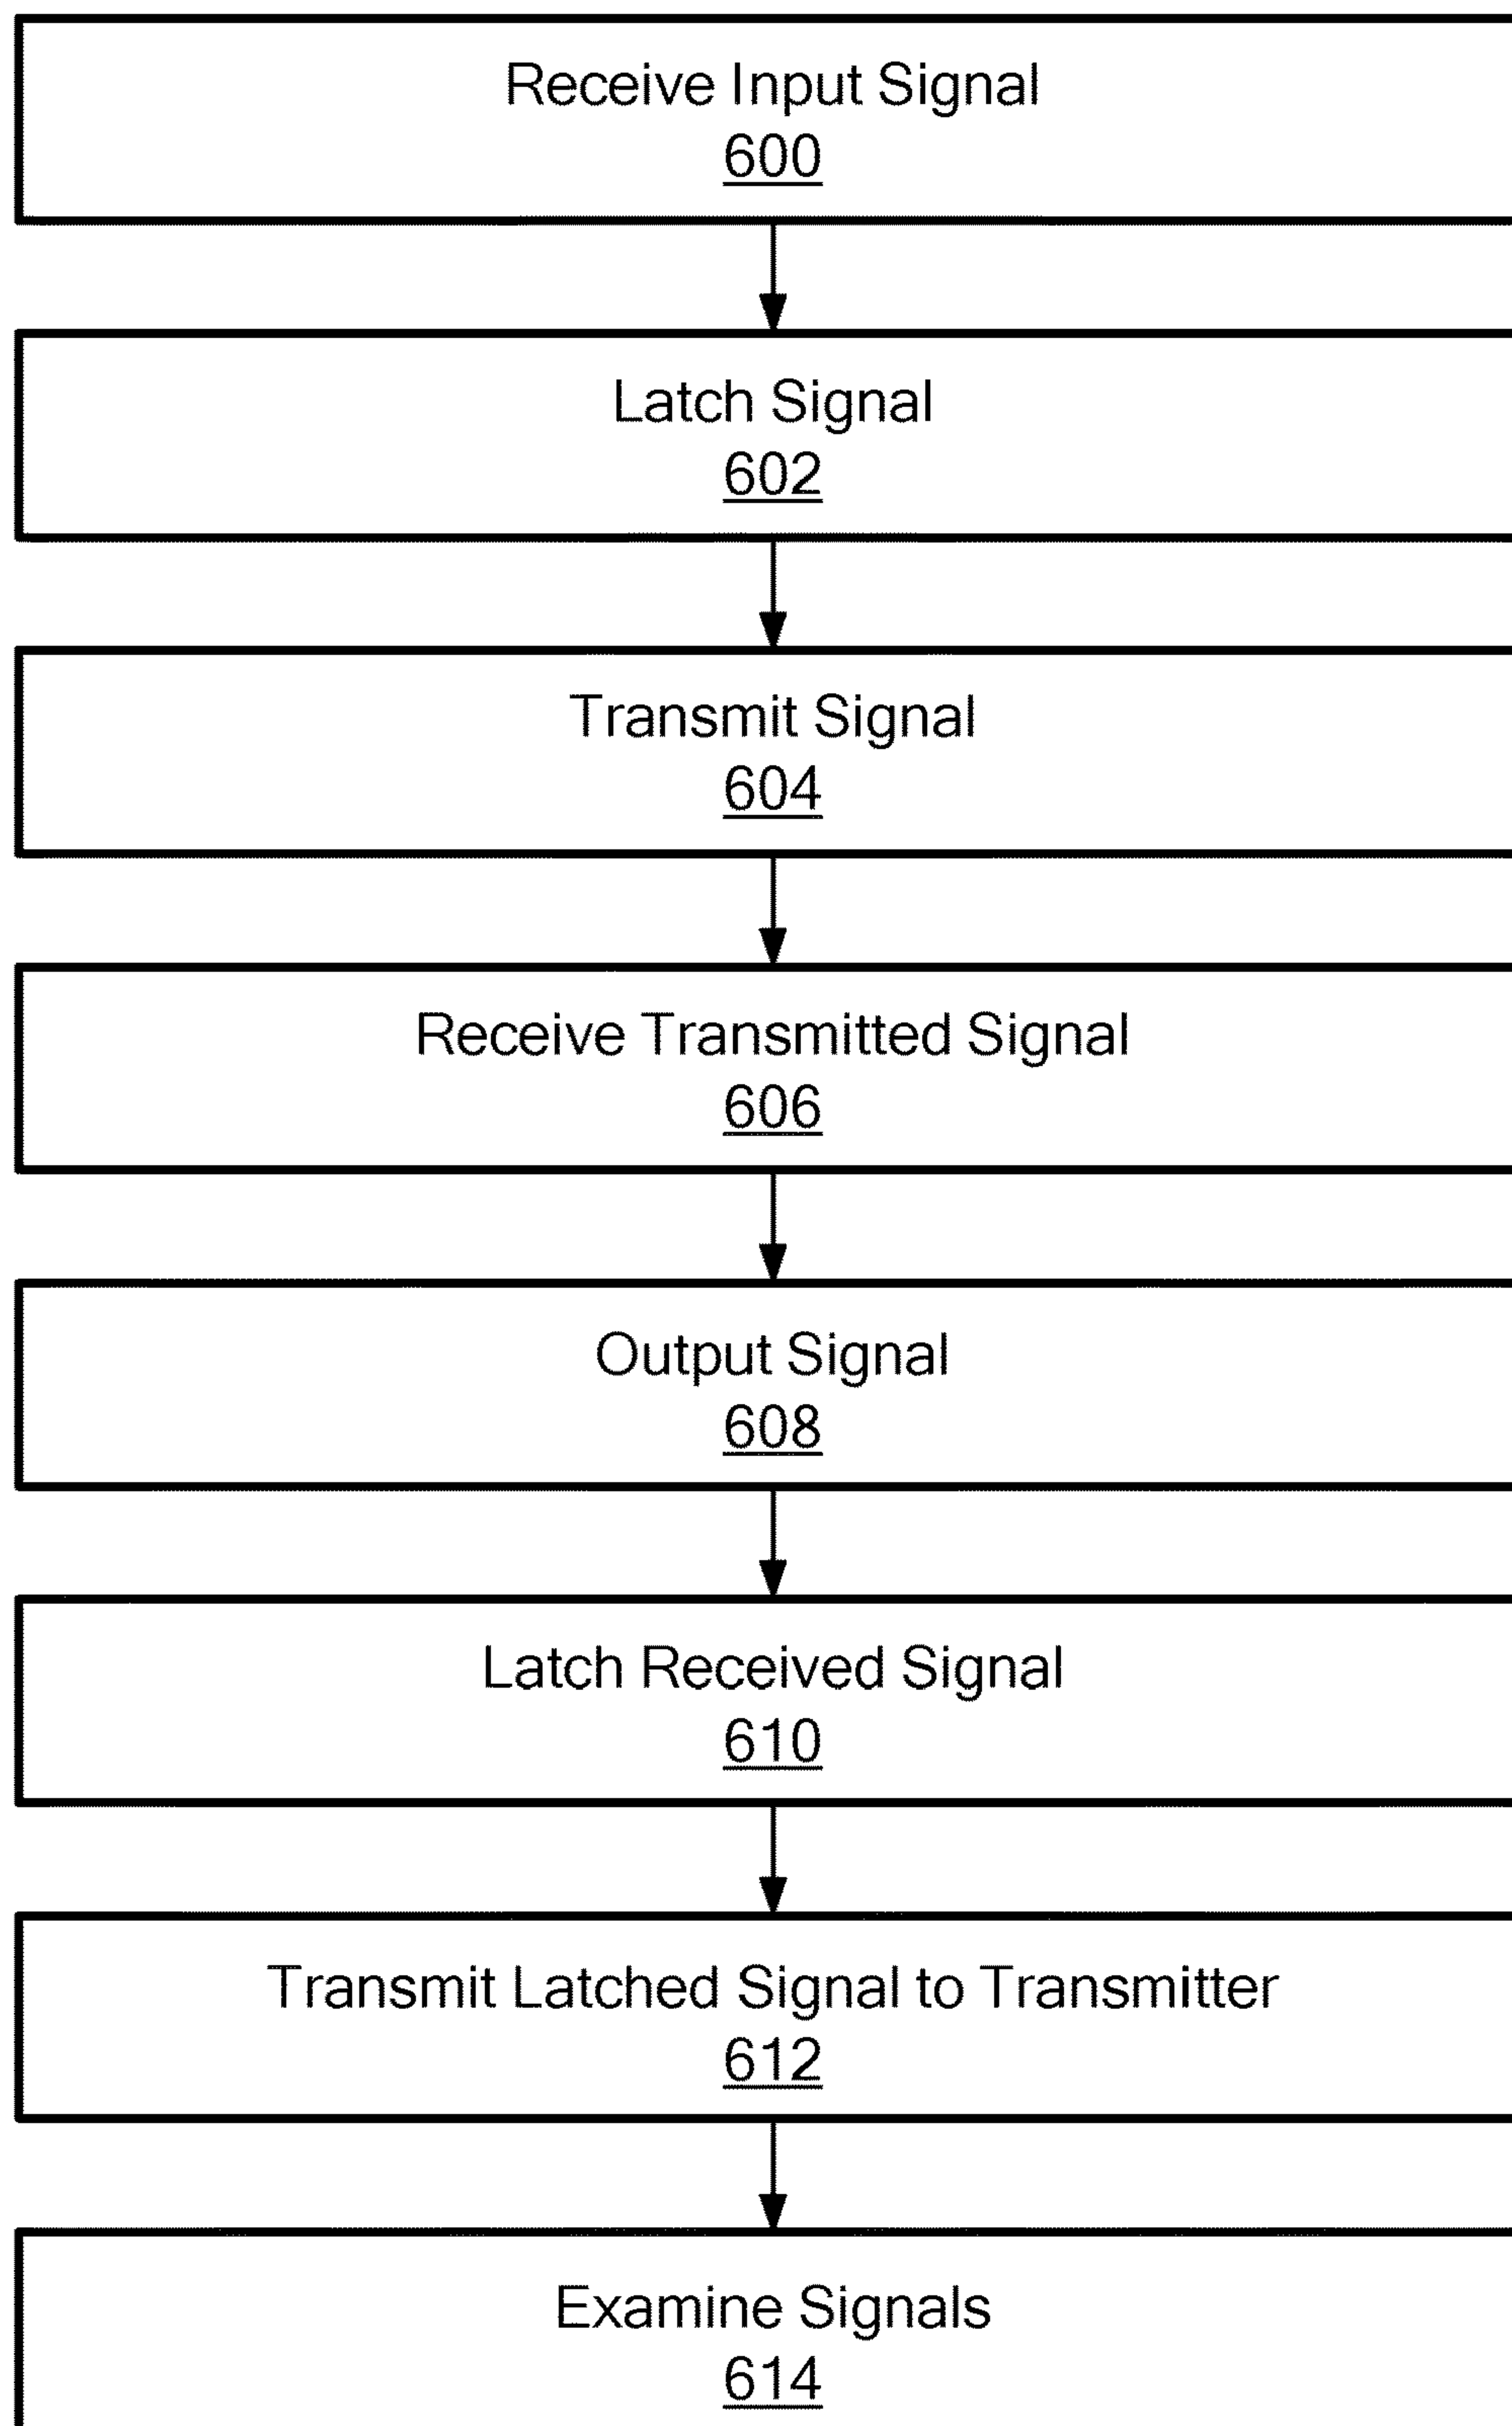 Receive Input Signal
600
Latch Signal
602
Transmit Signal
604
Receive Transmitted Signal
606
Output Signal
608
Latch Received Signal
610
Transmit Latched Signal to Transmitter
612
Examine Signals
614